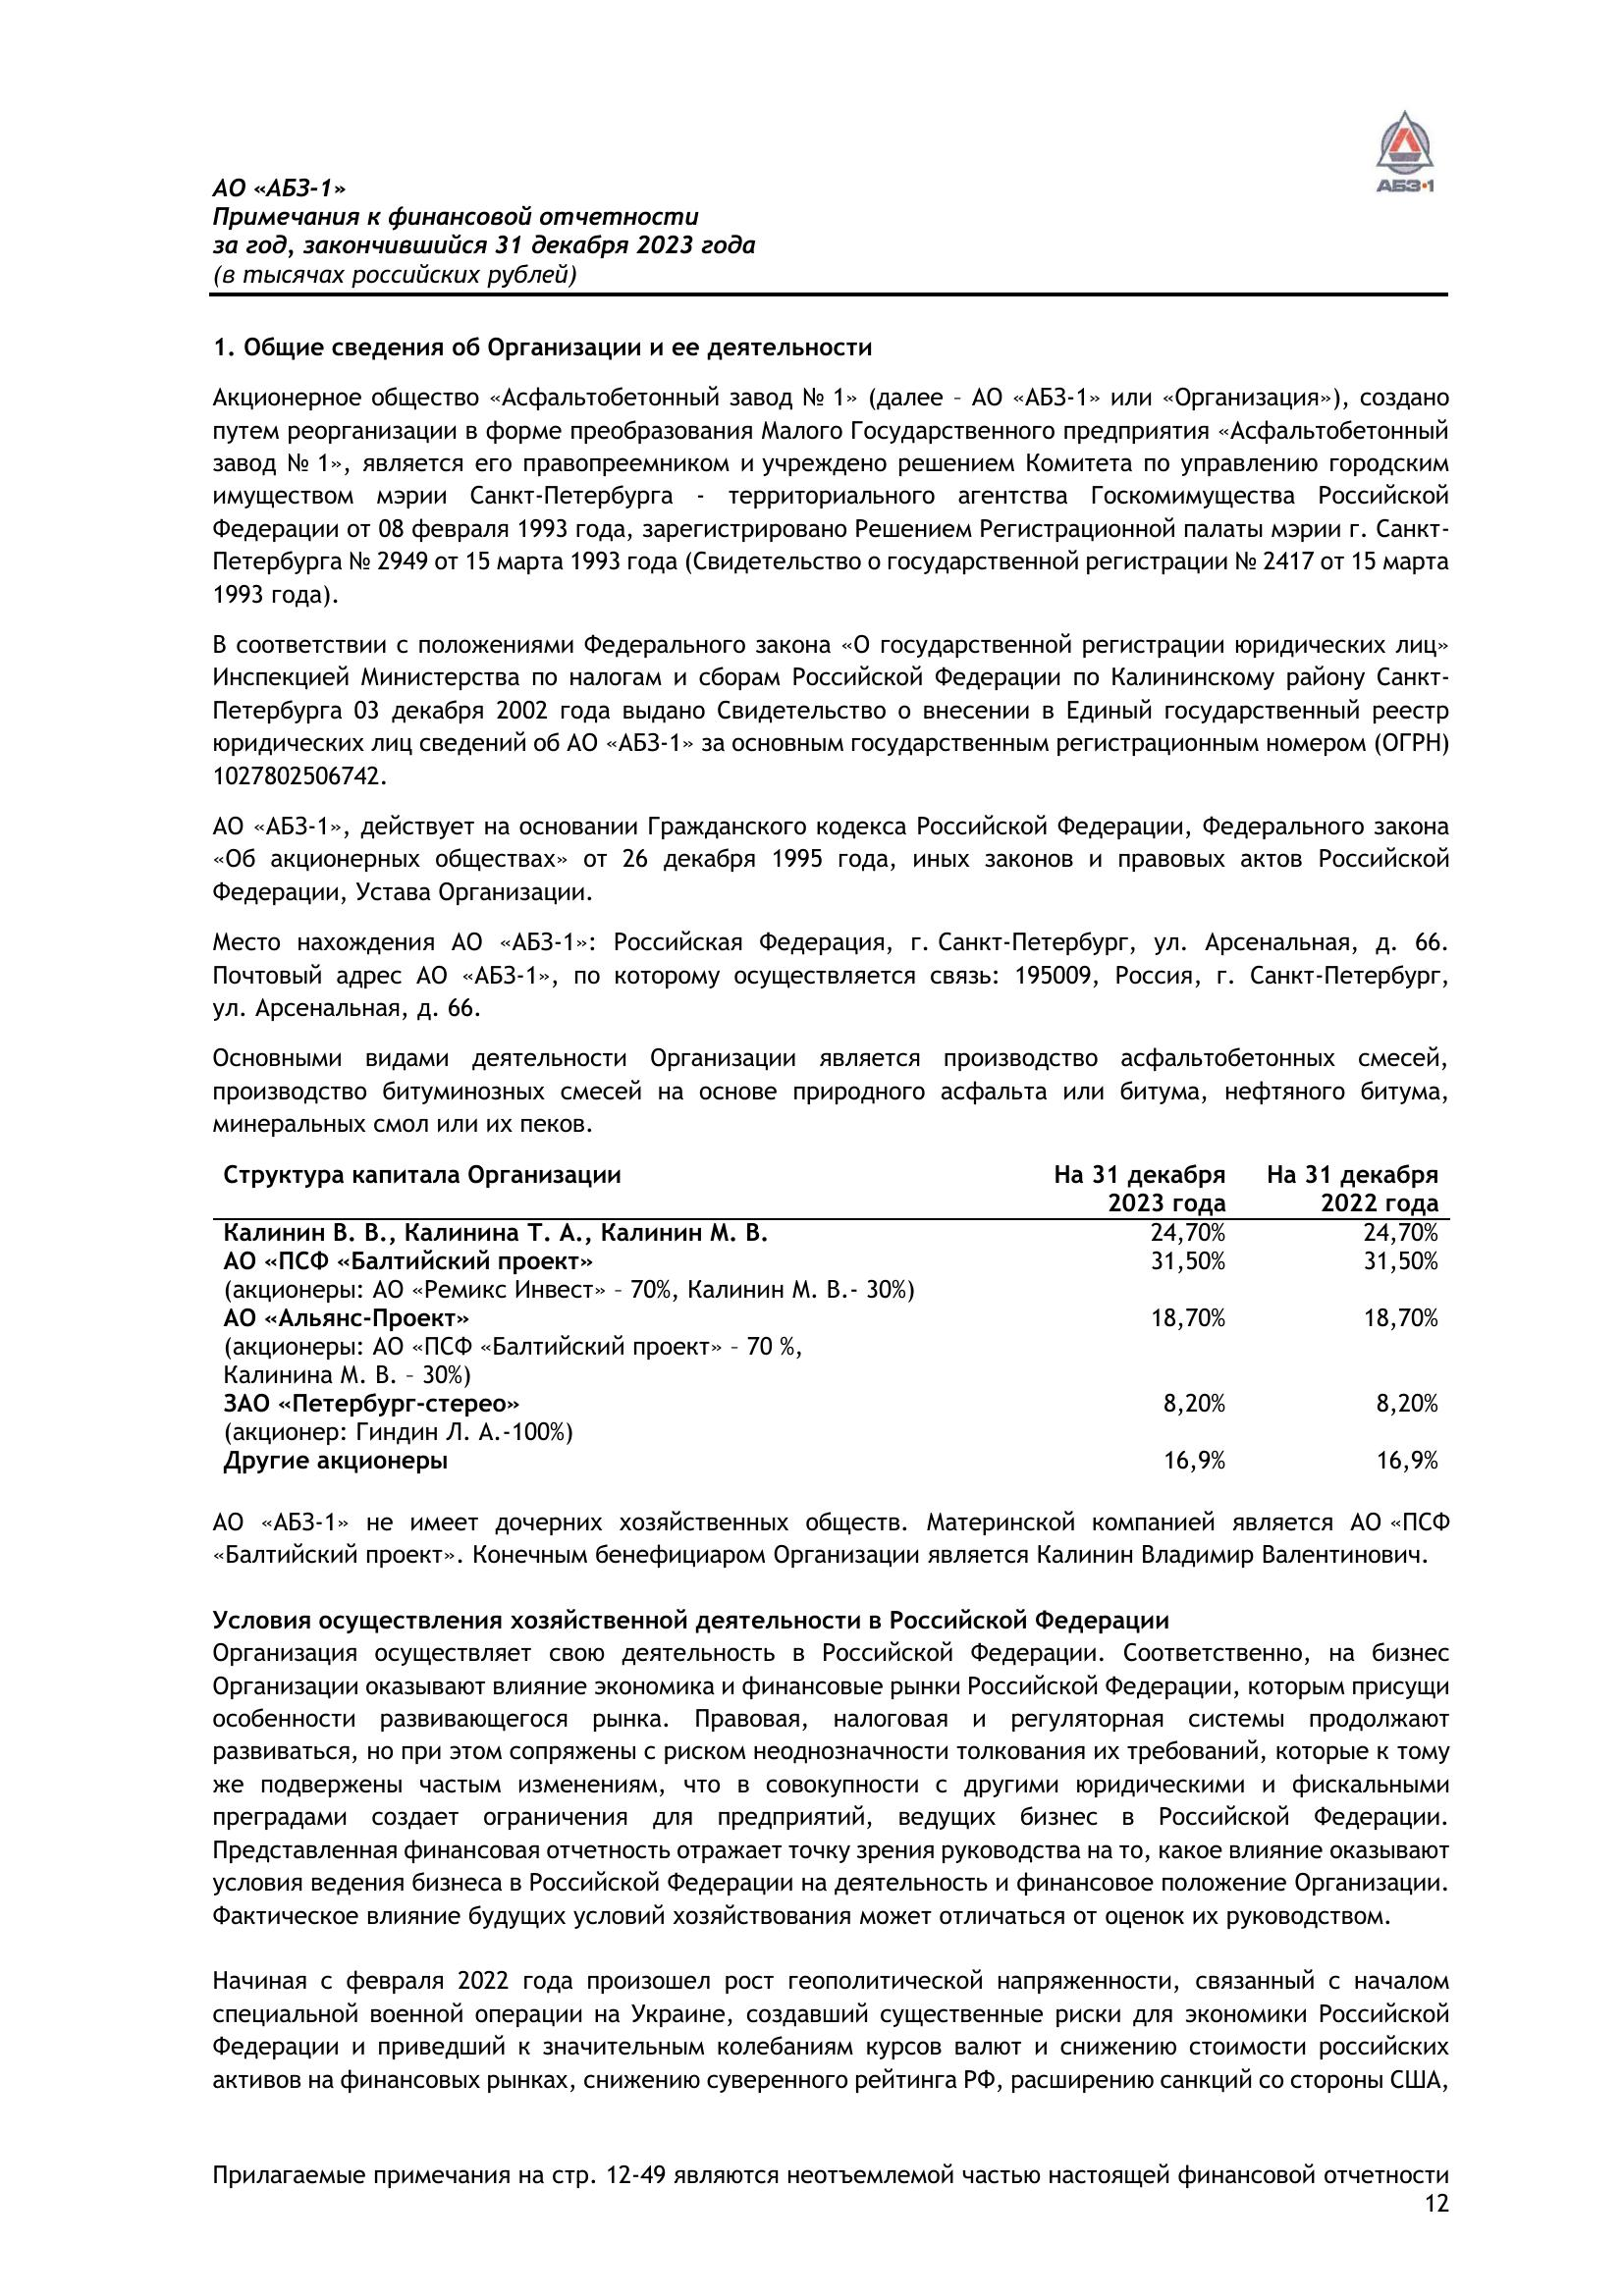 АБЗ·1
АО «АБЗ-1»
Примечания к финансовой отчетности
за год, закончившийся 31 декабря 2023 года
(в тысячах российских рублей)
1. Общие сведения об Организации и ее деятельности
Акционерное общество «Асфальтобетонный завод № 1» (далее – АО «АБЗ-1» или «Организация»), создано
путем реорганизации в форме преобразования Малого Государственного предприятия «Асфальтобетонный
завод № 1», является его правопреемником и учреждено решением Комитета по управлению городским
имуществом мэрии Санкт-Петербурга - территориального агентства Госкомимущества Российской
Федерации от 08 февраля 1993 года, зарегистрировано Решением Регистрационной палаты мэрии г. Санкт-
Петербурга № 2949 от 15 марта 1993 года (Свидетельство о государственной регистрации № 2417 от 15 марта
1993 года).
В соответствии с положениями Федерального закона «О государственной регистрации юридических лиц»
Инспекцией Министерства по налогам и сборам Российской Федерации по Калининскому району Санкт-
Петербурга 03 декабря 2002 года выдано Свидетельство о внесении в Единый государственный реестр
юридических лиц сведений об АО «АБЗ-1» за основным государственным регистрационным номером (ОГРН)
1027802506742.
АО «АБЗ-1», действует на основании Гражданского кодекса Российской Федерации, Федерального закона
«Об акционерных обществах» от 26 декабря 1995 года, иных законов и правовых актов Российской
Федерации, Устава Организации.
Место нахождения АО «АБЗ-1»: Российская Федерация, г. Санкт-Петербург, ул. Арсенальная, д. 66.
Почтовый адрес АО «АБЗ-1», по которому осуществляется связь: 195009, Россия, г. Санкт-Петербург,
ул. Арсенальная, д. 66.
Основными видами деятельности Организации является производство асфальтобетонных смесей,
производство битуминозных смесей на основе природного асфальта или битума, нефтяного битума,
минеральных смол или их пеков.
Структура капитала Организации На 31 декабря 2023 года На 31 декабря 2022 года
Калинин В. В., Калинина Т. А., Калинин М. В. 24,70% 24,70%
АО «ПСФ «Балтийский проект» 31,50% 31,50%
(акционеры: АО «Ремикс Инвест» – 70%, Калинин М. В.- 30%)
АО «Альянс-Проект» 18,70% 18,70%
(акционеры: АО «ПСФ «Балтийский проект» – 70 %,
Калинина М. В. – 30%)
ЗАО «Петербург-стерео» 8,20% 8,20%
(акционер: Гиндин Л. А.-100%)
Другие акционеры 16,9% 16,9%
АО «АБЗ-1» не имеет дочерних хозяйственных обществ. Материнской компанией является АО «ПСФ
«Балтийский проект». Конечным бенефициаром Организации является Калинин Владимир Валентинович.
Условия осуществления хозяйственной деятельности в Российской Федерации
Организация осуществляет свою деятельность в Российской Федерации. Соответственно, на бизнес
Организации оказывают влияние экономика и финансовые рынки Российской Федерации, которым присущи
особенности развивающегося рынка. Правовая, налоговая и регуляторная системы продолжают
развиваться, но при этом сопряжены с риском неоднозначности толкования их требований, которые к тому
же подвержены частым изменениям, что в совокупности с другими юридическими и фискальными
преградами создает ограничения для предприятий, ведущих бизнес в Российской Федерации.
Представленная финансовая отчетность отражает точку зрения руководства на то, какое влияние оказывают
условия ведения бизнеса в Российской Федерации на деятельность и финансовое положение Организации.
Фактическое влияние будущих условий хозяйствования может отличаться от оценок их руководством.
Начиная с февраля 2022 года произошел рост геополитической напряженности, связанный с началом
специальной военной операции на Украине, создавший существенные риски для экономики Российской
Федерации и приведший к значительным колебаниям курсов валют и снижению стоимости российских
активов на финансовых рынках, снижению суверенного рейтинга РФ, расширению санкций со стороны США,
Прилагаемые примечания на стр. 12-49 являются неотъемлемой частью настоящей финансовой отчетности
12